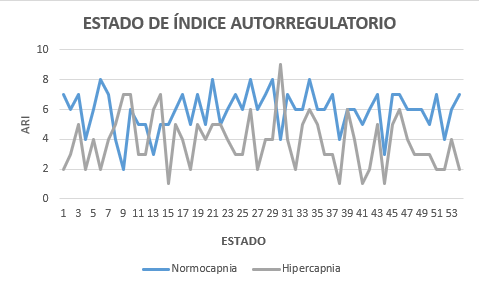 ESTADO DE ÍNDICE AUTORREGULATORIO
10
8
6
4
2
0
ARI
1 3 5 7 9 11 13 15 17 19 21 23 25 27 29 31 33 35 37 39 41 43 45 47 49 51 53
ESTADO
Normocapnia Hipercapnia